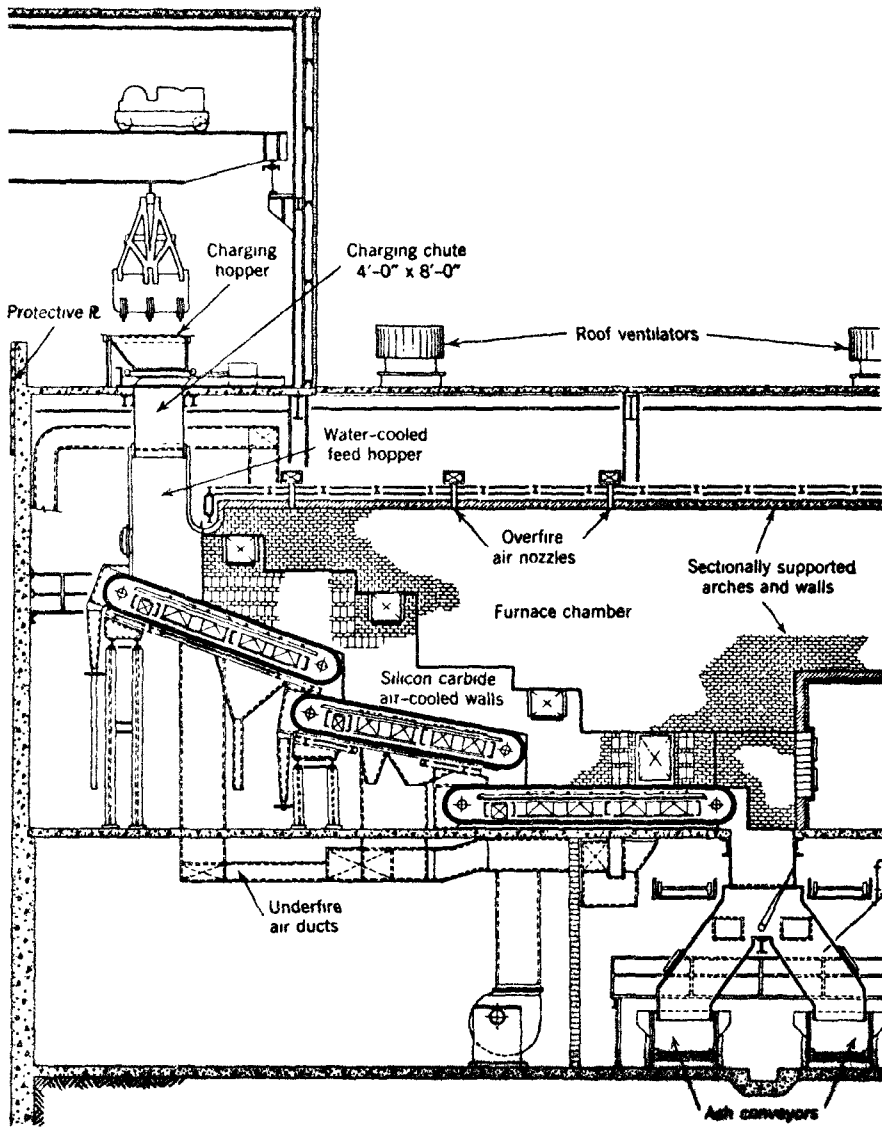 Charging
hopper
Charging chute
4'-0" x 8'-0"
Protective ⅊
Roof ventilators
Water-cooled
feed hopper
Overfire
air nozzles
Sectionally supported
arches and walls
Furnace chamber
Silicon carbide
air-cooled walls
Underfire
air ducts
Ash conveyors